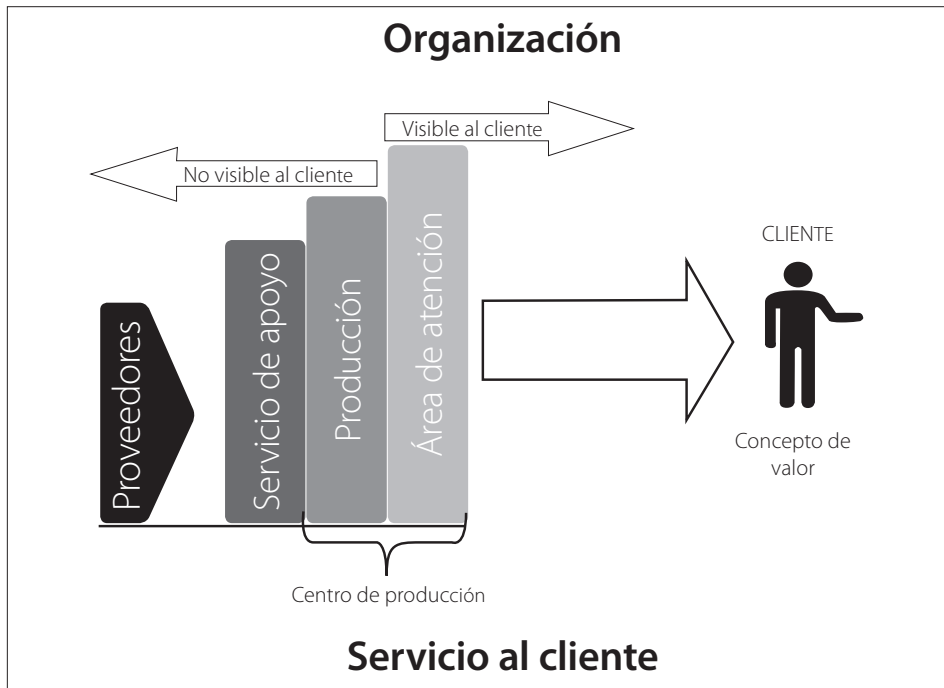 Organización
Visible al cliente
No visible al cliente
Proveedores
Servicio de apoyo
Producción
Área de atención
CLIENTE
Concepto de
valor
Centro de producción
Servicio al cliente